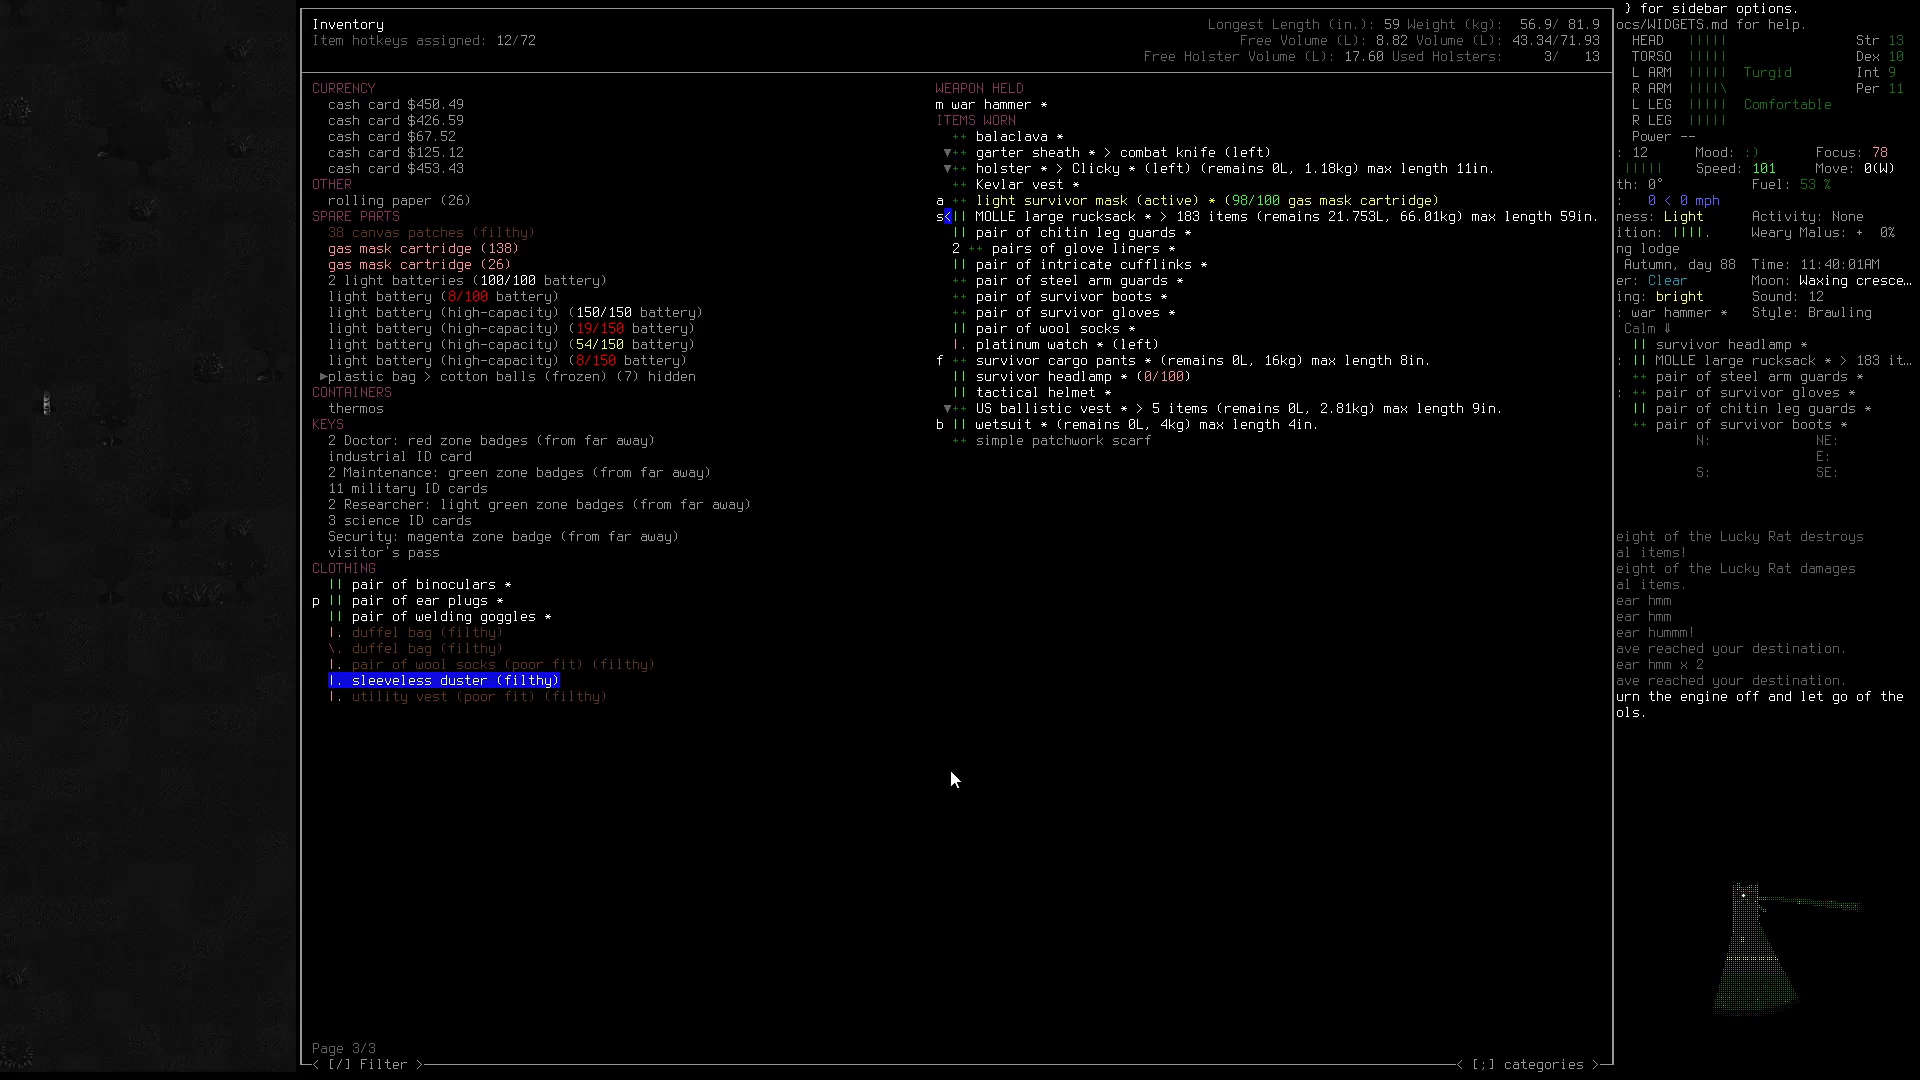 Inventory
Item hotkeys assigned: 12/72
Longest Length (in.): 59 Weight (kg): 56.9/ 81.9
Free Volume (L): 8.82 Volume (L): 43.34/71.93
Free Holster Volume (L): 17.60 Used Holsters: 3/ 13
CURRENCY
cash card $450.49
cash card $426.59
cash card $67.52
cash card $125.12
cash card $453.43
OTHER
rolling paper (26)
SPARE PARTS
38 canvas patches (filthy)
gas mask cartridge (138)
gas mask cartridge (26)
2 light batteries (100/100 battery)
light battery (8/100 battery)
light battery (high-capacity) (150/150 battery)
light battery (high-capacity) (19/150 battery)
light battery (high-capacity) (54/150 battery)
light battery (high-capacity) (8/150 battery)
▶plastic bag > cotton balls (frozen) (7) hidden
CONTAINERS
thermos
KEYS
2 Doctor: red zone badges (from far away)
industrial ID card
2 Maintenance: green zone badges (from far away)
11 military ID cards
2 Researcher: light green zone badges (from far away)
3 science ID cards
Security: magenta zone badge (from far away)
visitor's pass
CLOTHING
|| pair of binoculars *
p || pair of ear plugs *
|| pair of welding goggles *
|. duffel bag (filthy)
\. duffel bag (filthy)
|. pair of wool socks (poor fit) (filthy)
|. sleeveless duster (filthy)
|. utility vest (poor fit) (filthy)
Page 3/3
< [/] Filter >
WEAPON HELD
m war hammer *
ITEMS WORN
++ balaclava *
▼++ garter sheath * > combat knife (left)
▼++ holster * > Clicky * (left) (remains 0L, 1.18kg) max length 11in.
++ Kevlar vest *
a ++ light survivor mask (active) * (98/100 gas mask cartridge)
s<|| MOLLE large rucksack * > 183 items (remains 21.753L, 66.01kg) max length 59in.
|| pair of chitin leg guards *
2 ++ pairs of glove liners *
|| pair of intricate cufflinks *
++ pair of steel arm guards *
++ pair of survivor boots *
++ pair of survivor gloves *
|| pair of wool socks *
|. platinum watch * (left)
f ++ survivor cargo pants * (remains 0L, 16kg) max length 8in.
|| survivor headlamp * (0/100)
|| tactical helmet *
▼++ US ballistic vest * > 5 items (remains 0L, 2.81kg) max length 9in.
b || wetsuit * (remains 0L, 4kg) max length 4in.
++ simple patchwork scarf
< [;] categories >
} for sidebar options.
ocs/WIDGETS.md for help.
HEAD ||||| Str 13
TORSO ||||| Dex 10
L ARM ||||| Turgid Int 9
R ARM ||||\ Per 11
L LEG ||||| Comfortable
R LEG |||||
Power --
: 12 Mood: :) Focus: 78
||||| Speed: 101 Move: 0(W)
th: 0° Fuel: 53 %
: 0 < 0 mph
ness: Light Activity: None
ition: ||||. Weary Malus: + 0%
ng lodge
Autumn, day 88 Time: 11:40:01AM
er: Clear Moon: Waxing cresce…
ing: bright Sound: 12
: war hammer * Style: Brawling
Calm ⇓
|| survivor headlamp *
: || MOLLE large rucksack * > 183 it…
++ pair of steel arm guards *
: ++ pair of survivor gloves *
|| pair of chitin leg guards *
++ pair of survivor boots *
N: NE:
E:
S: SE:
eight of the Lucky Rat destroys
al items!
eight of the Lucky Rat damages
al items.
ear hmm
ear hmm
ear hummm!
ave reached your destination.
ear hmm x 2
ave reached your destination.
urn the engine off and let go of the
ols.